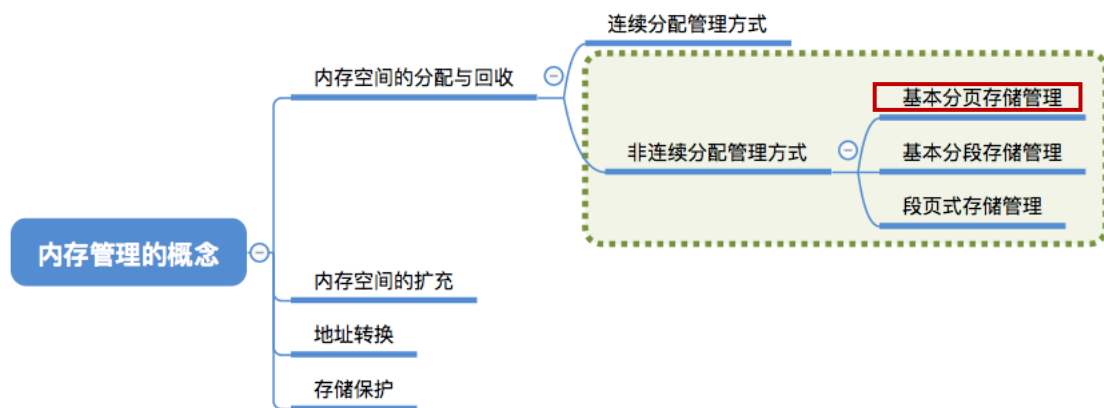 连续分配管理方式
内存空间的分配与回收
基本分页存储管理
非连续分配管理方式
基本分段存储管理
段页式存储管理
内存管理的概念
内存空间的扩充
地址转换
存储保护